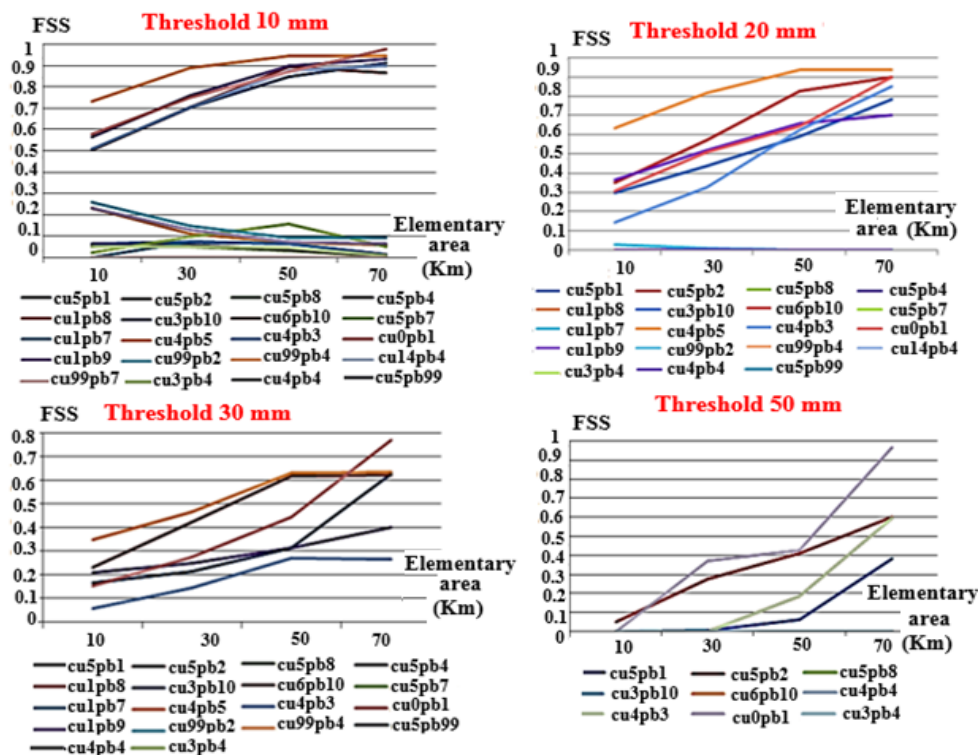 FSS Threshold 10 mm
1
0.9
0.8
0.7
0.6
0.5
0.4
0.3
0.2
0.1
0
Elementary
area
(Km)
10 30 50 70
cu5pb1 cu5pb2 cu5pb8 cu5pb4
cu1pb8 cu3pb10 cu6pb10 cu5pb7
cu1pb7 cu4pb5 cu4pb3 cu0pb1
cu1pb9 cu99pb2 cu99pb4 cu14pb4
cu99pb7 cu3pb4 cu4pb4 cu5pb99
FSS Threshold 20 mm
1
0.9
0.8
0.7
0.6
0.5
0.4
0.3
0.2
0.1
0
Elementary
area
(Km)
10 30 50 70
cu5pb1 cu5pb2 cu5pb8 cu5pb4
cu1pb8 cu3pb10 cu6pb10 cu5pb7
cu1pb7 cu4pb5 cu4pb3 cu0pb1
cu1pb9 cu99pb2 cu99pb4 cu14pb4
cu3pb4 cu4pb4 cu5pb99
FSS Threshold 30 mm
0.8
0.7
0.6
0.5
0.4
0.3
0.2
0.1
0
Elementary
area
(Km)
10 30 50 70
cu5pb1 cu5pb2 cu5pb8 cu5pb4
cu1pb8 cu3pb10 cu6pb10 cu5pb7
cu1pb7 cu4pb5 cu4pb3 cu0pb1
cu1pb9 cu99pb2 cu99pb4 cu5pb99
cu4pb4 cu3pb4
FSS Threshold 50 mm
1
0.9
0.8
0.7
0.6
0.5
0.4
0.3
0.2
0.1
0
Elementary
area
(Km)
10 30 50 70
cu5pb1 cu5pb2 cu5pb8
cu3pb10 cu6pb10 cu4pb4
cu4pb3 cu0pb1 cu3pb4